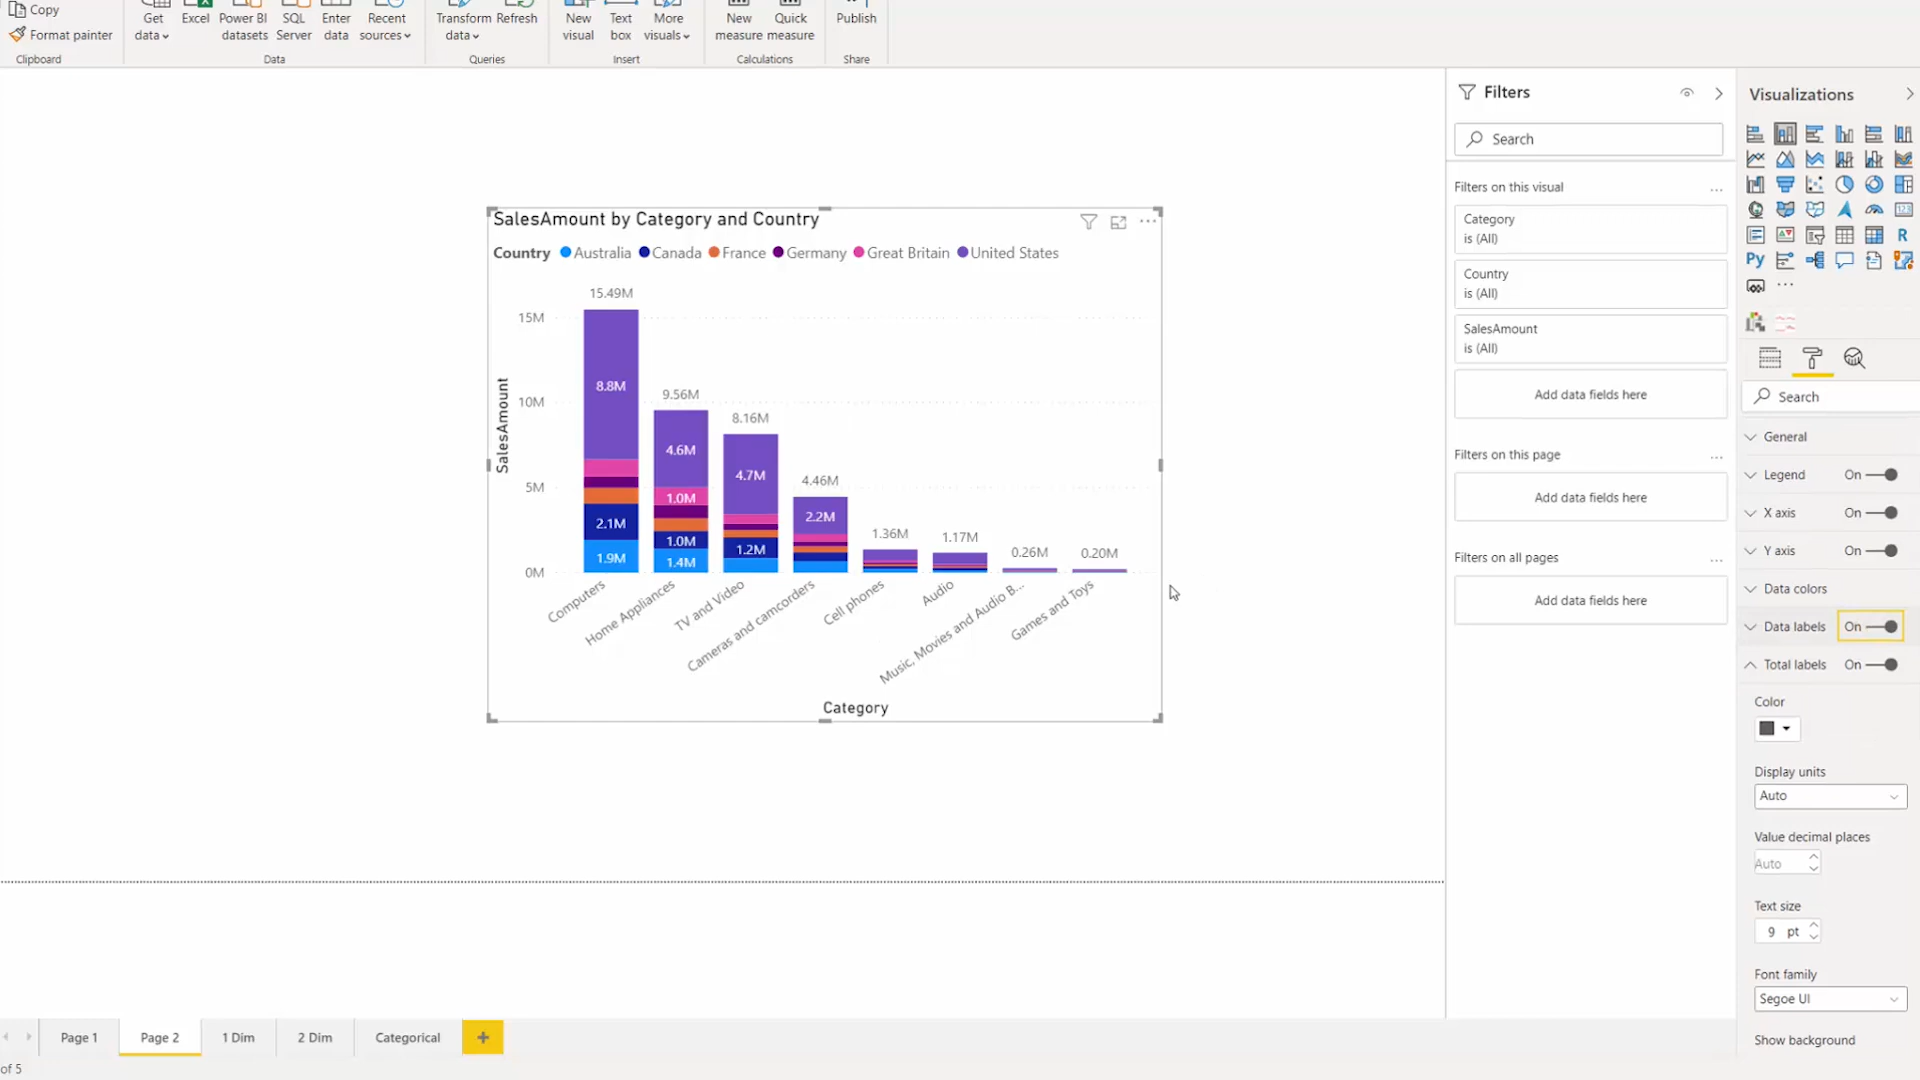 Copy
Format painter
Clipboard
Get data
Excel
Power BI datasets
SQL Server
Enter data
Recent sources
Data
Transform data
Refresh
Queries
New visual
Text box
More visuals
Insert
New measure
Quick measure
Calculations
Publish
Share
SalesAmount by Category and Country
Country Australia Canada France Germany Great Britain United States
SalesAmount
15M
10M
5M
0M
15.49M
8.8M
2.1M
1.9M
9.56M
4.6M
1.0M
1.0M
1.4M
8.16M
4.7M
1.2M
4.46M
2.2M
1.36M
1.17M
0.26M
0.20M
Computers
Home Appliances
TV and Video
Cameras and camcorders
Cell phones
Audio
Music, Movies and Audio B...
Games and Toys
Category
Filters
Search
Filters on this visual ...
Category
is (All)
Country
is (All)
SalesAmount
is (All)
Add data fields here
Filters on this page ...
Add data fields here
Filters on all pages ...
Add data fields here
Visualizations
R
Py
...
Search
General
Legend On
X axis On
Y axis On
Data colors
Data labels On
Total labels On
Color
Display units
Auto
Value decimal places
Auto
Text size
9 pt
Font family
Segoe UI
Show background
Page 1
Page 2
1 Dim
2 Dim
Categorical
+
of 5